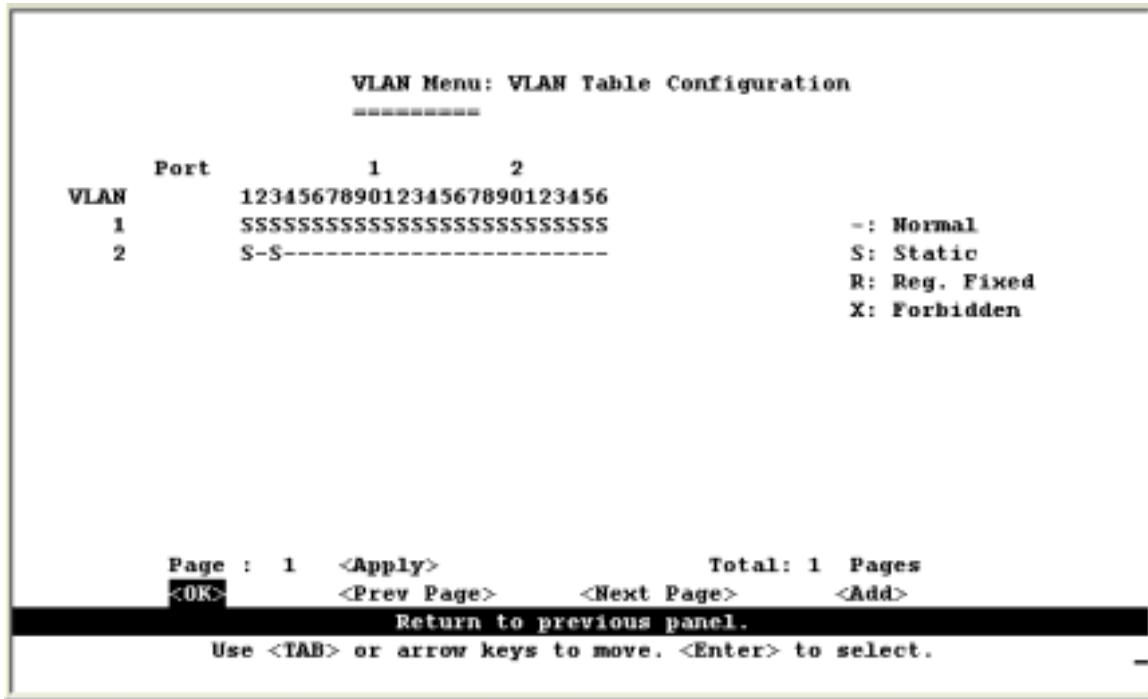 VLAN Menu: VLAN Table Configuration
=========
Port 1 2
VLAN 12345678901234567890123456
1 SSSSSSSSSSSSSSSSSSSSSSSSSS -: Normal
2 S-S----------------------- S: Static
R: Reg. Fixed
X: Forbidden
Page : 1 <Apply> Total: 1 Pages
<OK> <Prev Page> <Next Page> <Add>
Return to previous panel.
Use <TAB> or arrow keys to move. <Enter> to select.